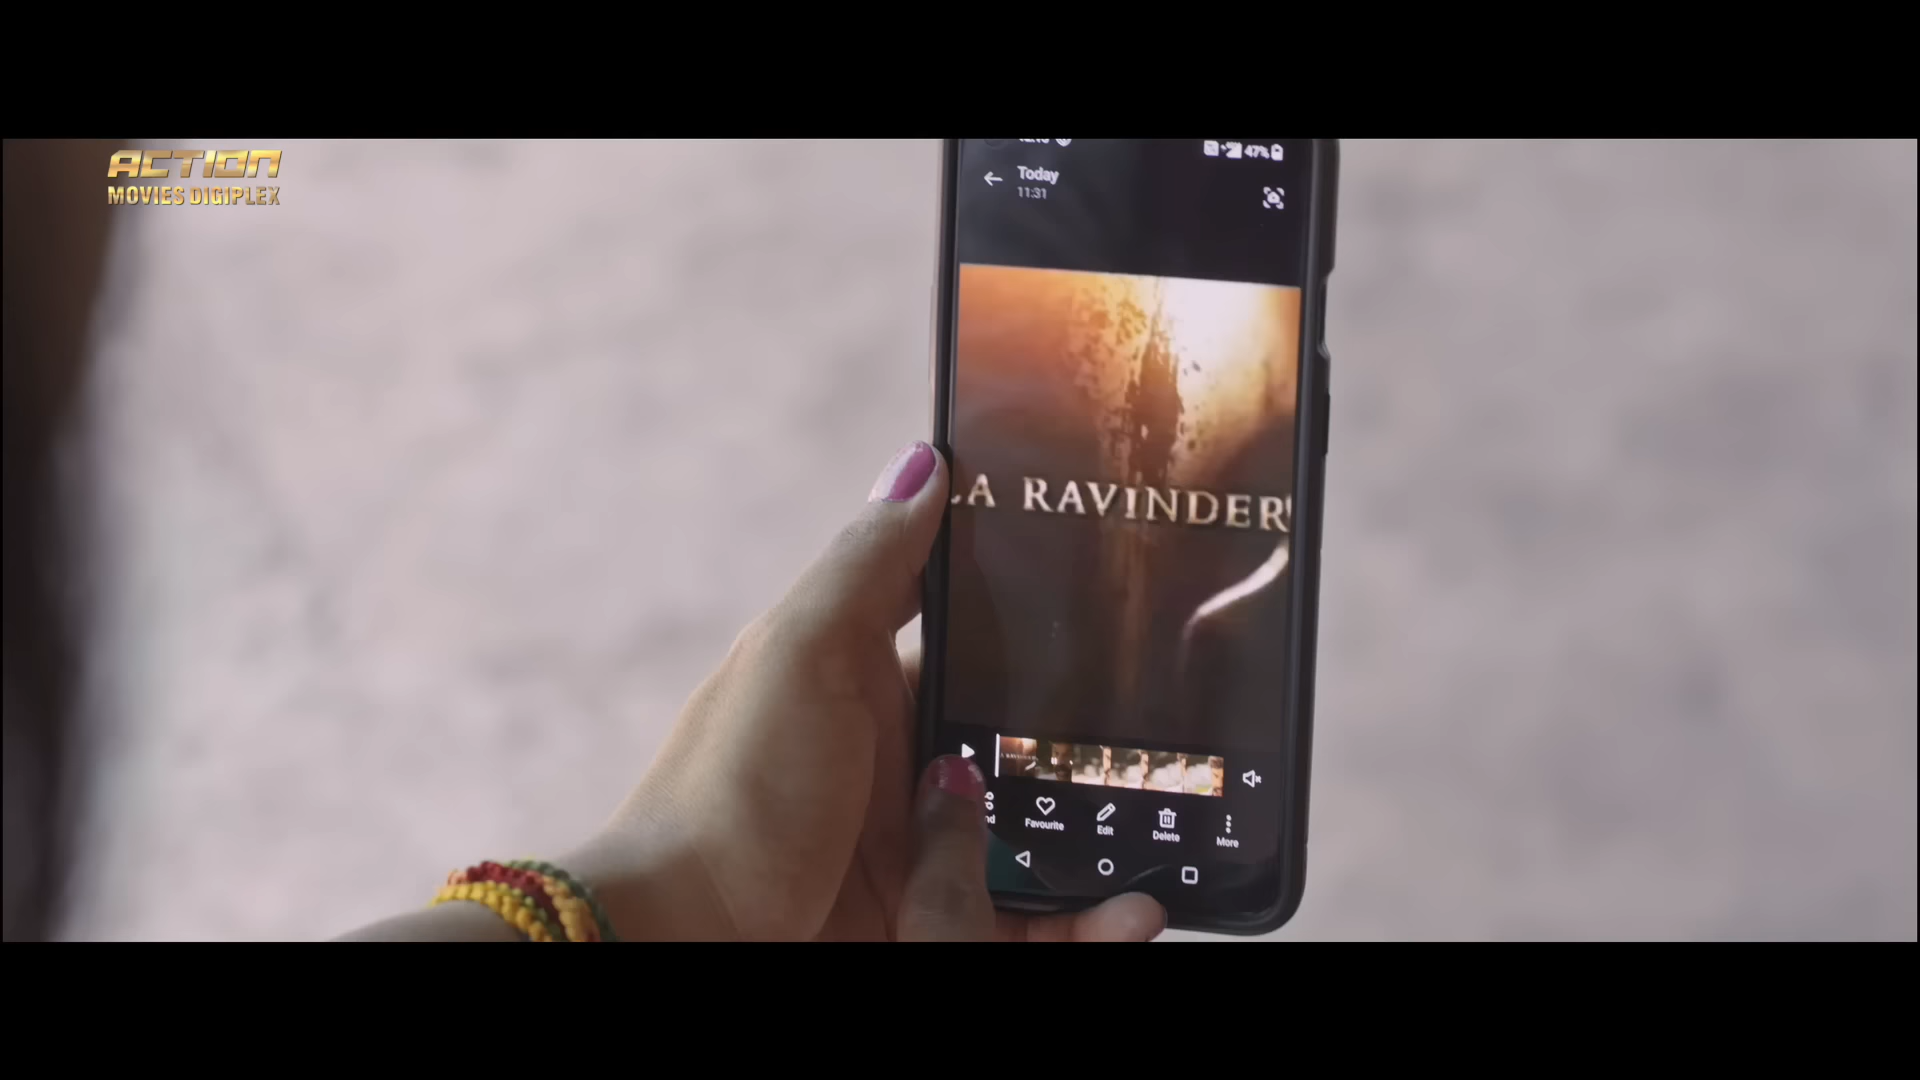 ACTION
MOVIES DIGIPLEX
47%
Today
11:31
A RAVINDER
Favourite
Edit
Delete
More